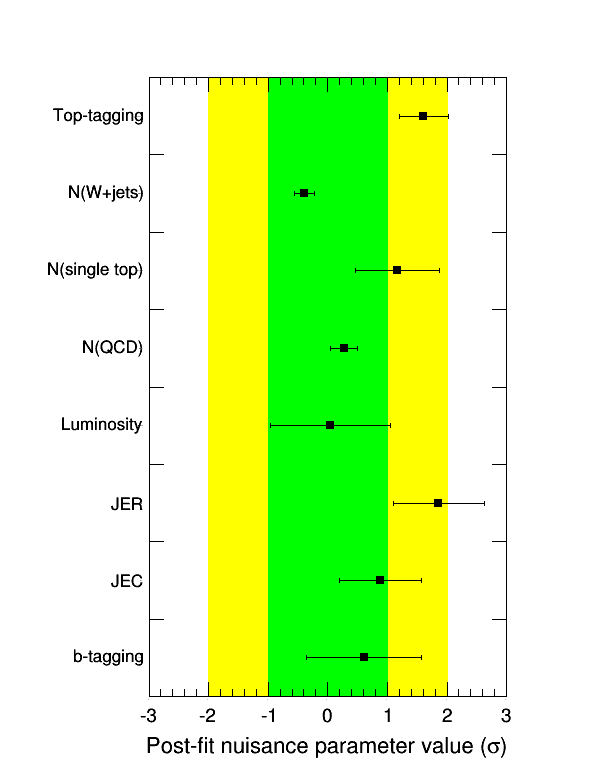 Top-tagging
N(W+jets)
N(single top)
N(QCD)
Luminosity
JER
JEC
b-tagging
-3 -2 -1 0 1 2 3
Post-fit nuisance parameter value (σ)